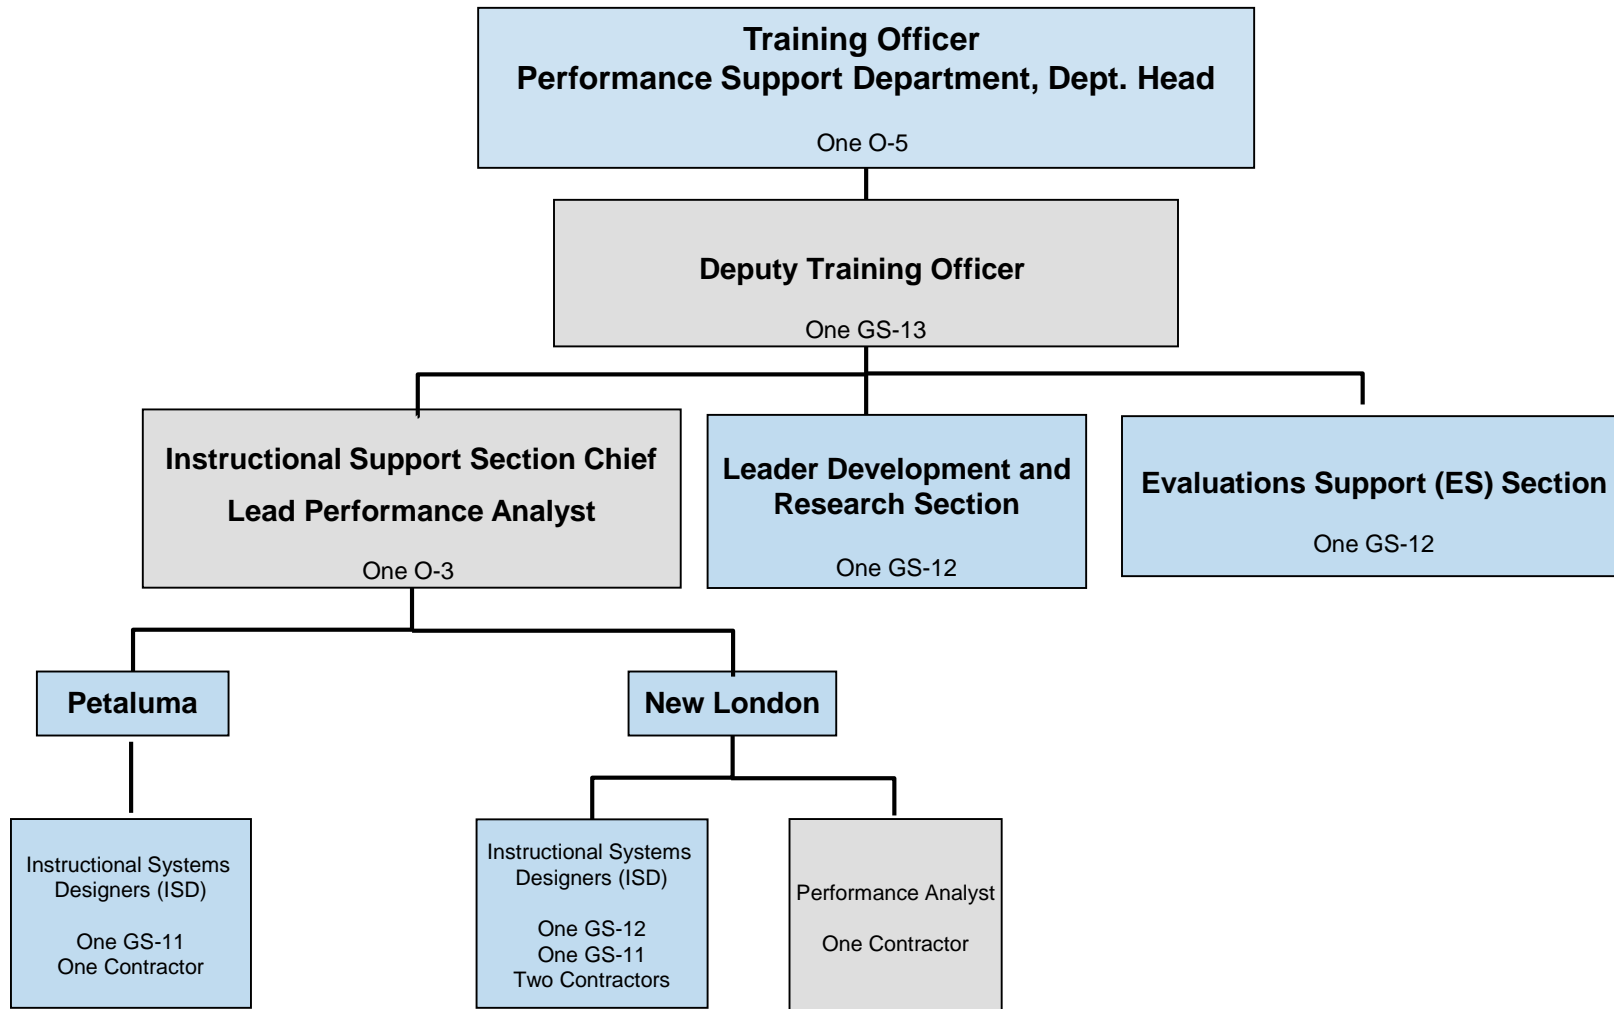 Training Officer
Performance Support Department, Dept. Head
One O-5
Deputy Training Officer
One GS-13
Instructional Support Section Chief
Lead Performance Analyst
One O-3
Leader Development and
Research Section
One GS-12
Evaluations Support (ES) Section
One GS-12
Petaluma
New London
Instructional Systems
Designers (ISD)
One GS-11
One Contractor
Instructional Systems
Designers (ISD)
One GS-12
One GS-11
Two Contractors
Performance Analyst
One Contractor